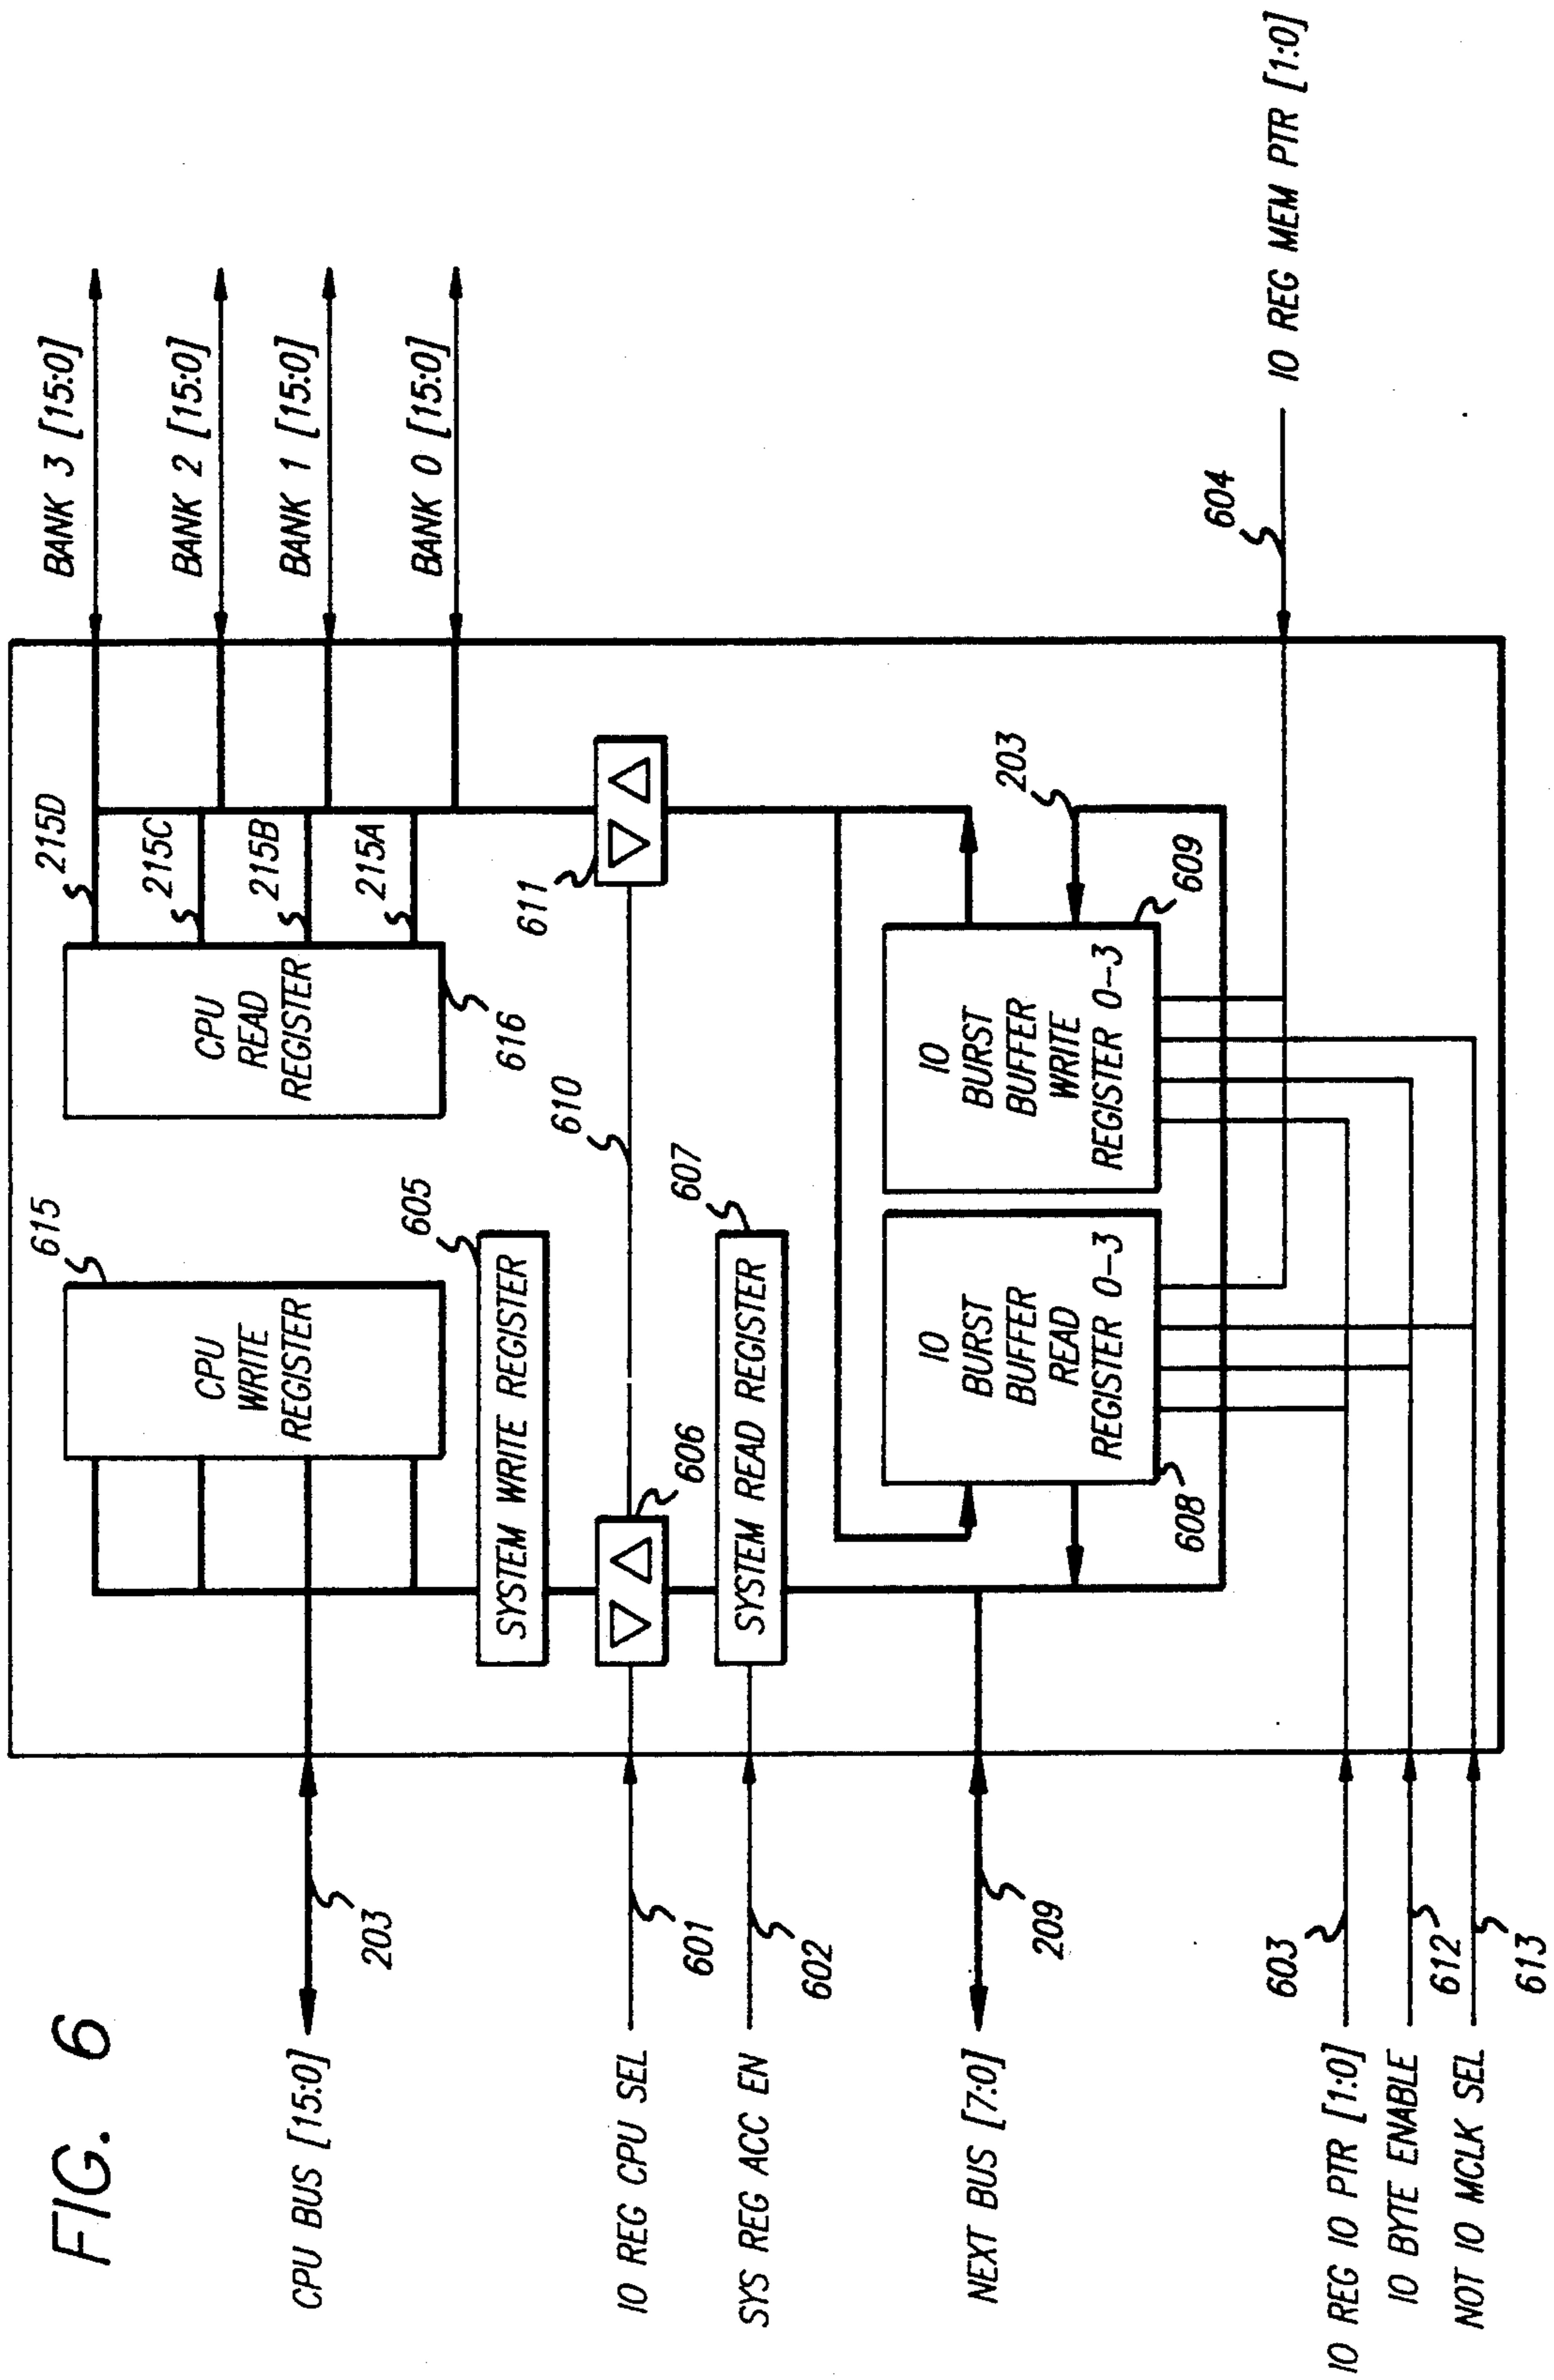 FIG. 6
CPU BUS [15:0]
203
IO REG CPU SEL
601
SYS REG ACC EN
602
NEXT BUS [7:0]
209
IO REG IO PTR [1:0]
603
IO BYTE ENABLE
612
NOT IO MCLK SEL
613
615
CPU
WRITE
REGISTER
605
SYSTEM WRITE REGISTER
606
607
SYSTEM READ REGISTER
610
611
CPU
READ
REGISTER
616
215D
215C
215B
215A
BANK 3 [15:0]
BANK 2 [15:0]
BANK 1 [15:0]
BANK 0 [15:0]
IO
BURST
BUFFER
READ
REGISTER 0-3
608
IO
BURST
BUFFER
WRITE
REGISTER 0-3
609
203
604
IO REG MEM PTR [1:0]